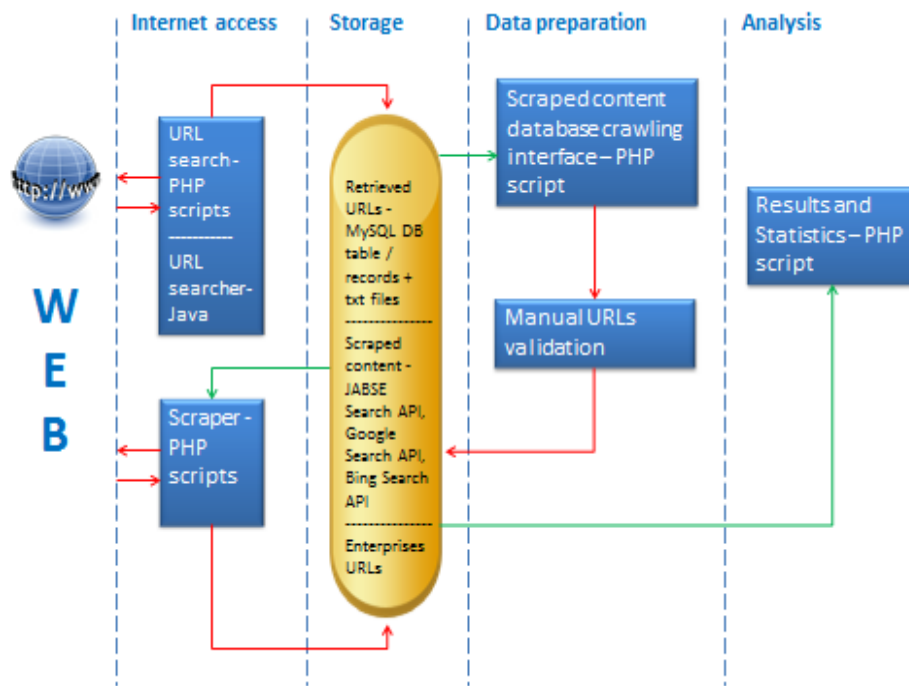 Internet access
Storage
Data preparation
Analysis
http://ww
W
E
B
URL
search-
PHP
scripts
-----------
URL
searcher-
Java
Scraper -
PHP
scripts
Retrieved
URLs -
MySQL DB
table /
records +
txt files
----------------
Scraped
content -
JABSE
Search API,
Google
Search API,
Bing Search
API
----------------
Enterprises
URLs
Scraped content
database crawling
interface – PHP
script
Manual URLs
validation
Results and
Statistics – PHP
script